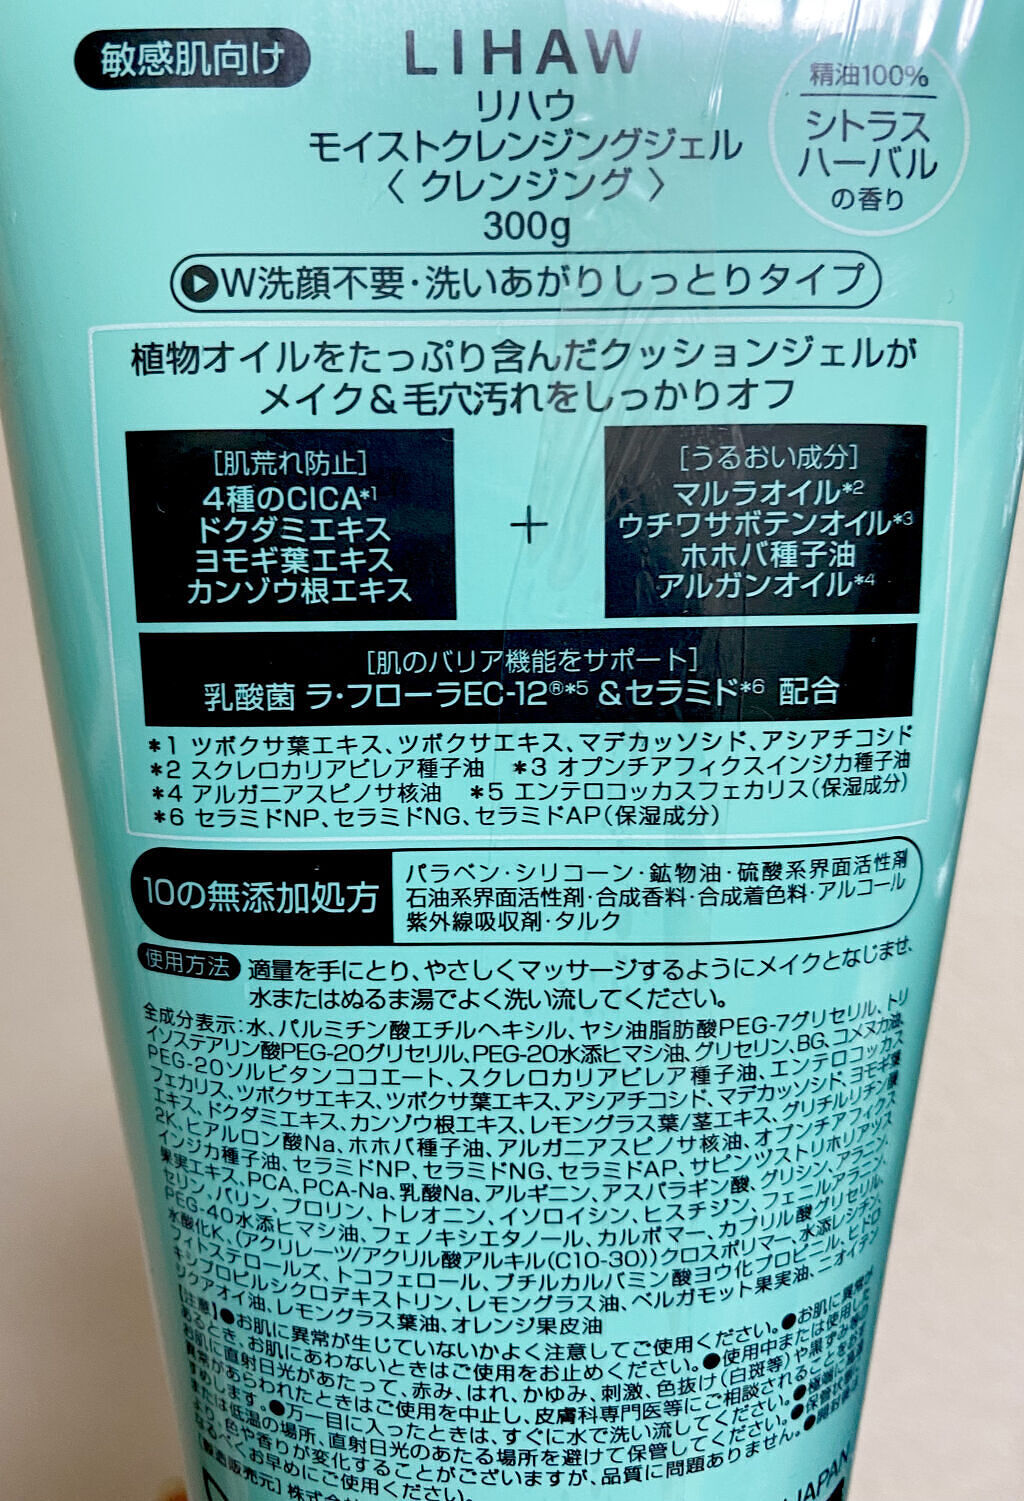 敏感肌向け
LIHAW
リハウ
モイストクレンジングジェル
〈 クレンジング 〉
300g
精油100%
シトラス
ハーバル
の香り
▶W洗顔不要・洗いあがりしっとりタイプ
植物オイルをたっぷり含んだクッションジェルが
メイク&毛穴汚れをしっかりオフ
[肌荒れ防止]
4種のCICA*1
ドクダミエキス
ヨモギ葉エキス
カンゾウ根エキス
+
[うるおい成分]
マルラオイル*2
ウチワサボテンオイル*3
ホホバ種子油
アルガンオイル*4
[肌のバリア機能をサポート]
乳酸菌 ラ・フローラEC-12®*5 &セラミド*6 配合
*1 ツボクサ葉エキス、ツボクサエキス、マデカッソシド、アシアチコシド
*2 スクレロカリアビレア種子油 *3 オプンチアフィクスインジカ種子油
*4 アルガニアスピノサ核油 *5 エンテロコッカスフェカリス(保湿成分)
*6 セラミドNP、セラミドNG、セラミドAP(保湿成分)
10の無添加処方
パラベン・シリコーン・鉱物油・硫酸系界面活性剤
石油系界面活性剤・合成香料・合成着色料・アルコール
紫外線吸収剤・タルク
使用方法 適量を手にとり、やさしくマッサージするようにメイクとなじませ、
水またはぬるま湯でよく洗い流してください。
全成分表示:水、パルミチン酸エチルヘキシル、ヤシ油脂肪酸PEG-7グリセリル、トリ
イソステアリン酸PEG-20グリセリル、PEG-20水添ヒマシ油、グリセリン、BG、コメヌカ油、
PEG-20ソルビタンココエート、スクレロカリアビレア種子油、エンテロコッカス
フェカリス、ツボクサエキス、ツボクサ葉エキス、アシアチコシド、マデカッソシド、ヨモギ葉
エキス、ドクダミエキス、カンゾウ根エキス、レモングラス葉/茎エキス、グリチルリチン酸
2K、ヒアルロン酸Na、ホホバ種子油、アルガニアスピノサ核油、オプンチアフィクス
インジカ種子油、セラミドNP、セラミドNG、セラミドAP、サピンヅストリホリアツス
果実エキス、PCA、PCA-Na、乳酸Na、アルギニン、アスパラギン酸、グリシン、アラニン、
セリン、バリン、プロリン、トレオニン、イソロイシン、ヒスチジン、フェニルアラニン、
PEG-40水添ヒマシ油、フェノキシエタノール、カルボマー、カプリル酸グリセリル、
水酸化K、(アクリレーツ/アクリル酸アルキル(C10-30))クロスポリマー、水添レシチン、
フィトステロールズ、トコフェロール、ブチルカルバミン酸ヨウ化プロピニル、ヒドロ
キシプロピルシクロデキストリン、レモングラス油、ベルガモット果実油、ニオイテン
ジクアオイ油、レモングラス葉油、オレンジ果皮油
【注意】●お肌に異常が生じていないかよく注意してご使用ください。●お肌に異常が
あるとき、お肌にあわないときはご使用をお止めください。●使用中または使用した
お肌に直射日光があたって、赤み、はれ、かゆみ、刺激、色抜け(白斑等)や黒ずみ等の
異常があらわれたときはご使用を中止し、皮膚科専門医等にご相談されることを
すめします。●万一目に入ったときは、すぐに水で洗い流してください。●極端に高温
または低温の場所、直射日光のあたる場所を避けて保管してください。●保管状態に
より、色や香りが変化することがございますが、品質に問題ありません。●開封後は
なるべくお早めにご使用ください。
[製造販売元] 株式
JAPAN